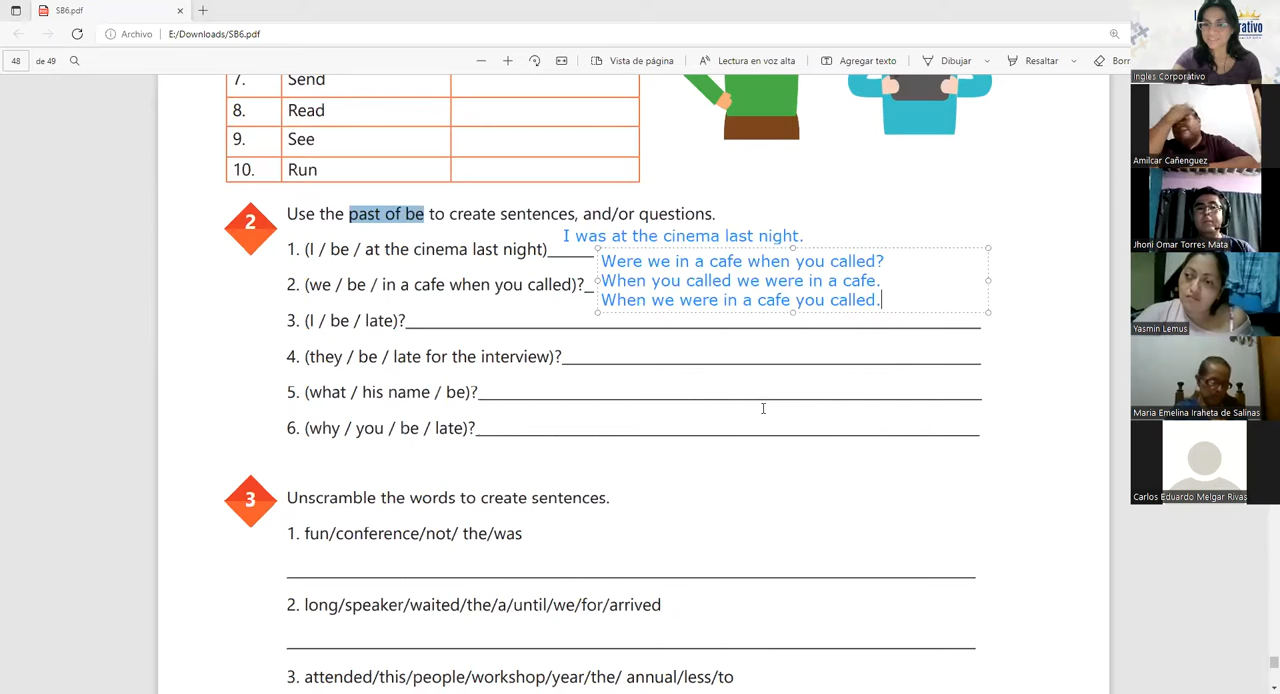 SB6.pdf
Archivo
E:/Downloads/SB6.pdf
48
de 49
Vista de página
Lectura en voz alta
Agregar texto
Dibujar
Resaltar
Borr
7. Send
8. Read
9. See
10. Run
2
Use the past of be to create sentences, and/or questions.
I was at the cinema last night.
1. (I / be / at the cinema last night)______
Were we in a cafe when you called?
2. (we / be / in a cafe when you called)?_
When you called we were in a cafe.
When we were in a cafe you called.
3. (I / be / late)?
4. (they / be / late for the interview)?
5. (what / his name / be)?
6. (why / you / be / late)?
3
Unscramble the words to create sentences.
1. fun/conference/not/ the/was
2. long/speaker/waited/the/a/until/we/for/arrived
3. attended/this/people/workshop/year/the/ annual/less/to
Ingles Corporativo
Amilcar Cañenguez
Jhoni Omar Torres Mata
Yasmin Lemus
Maria Emelina Iraheta de Salinas
Carlos Eduardo Melgar Rivas